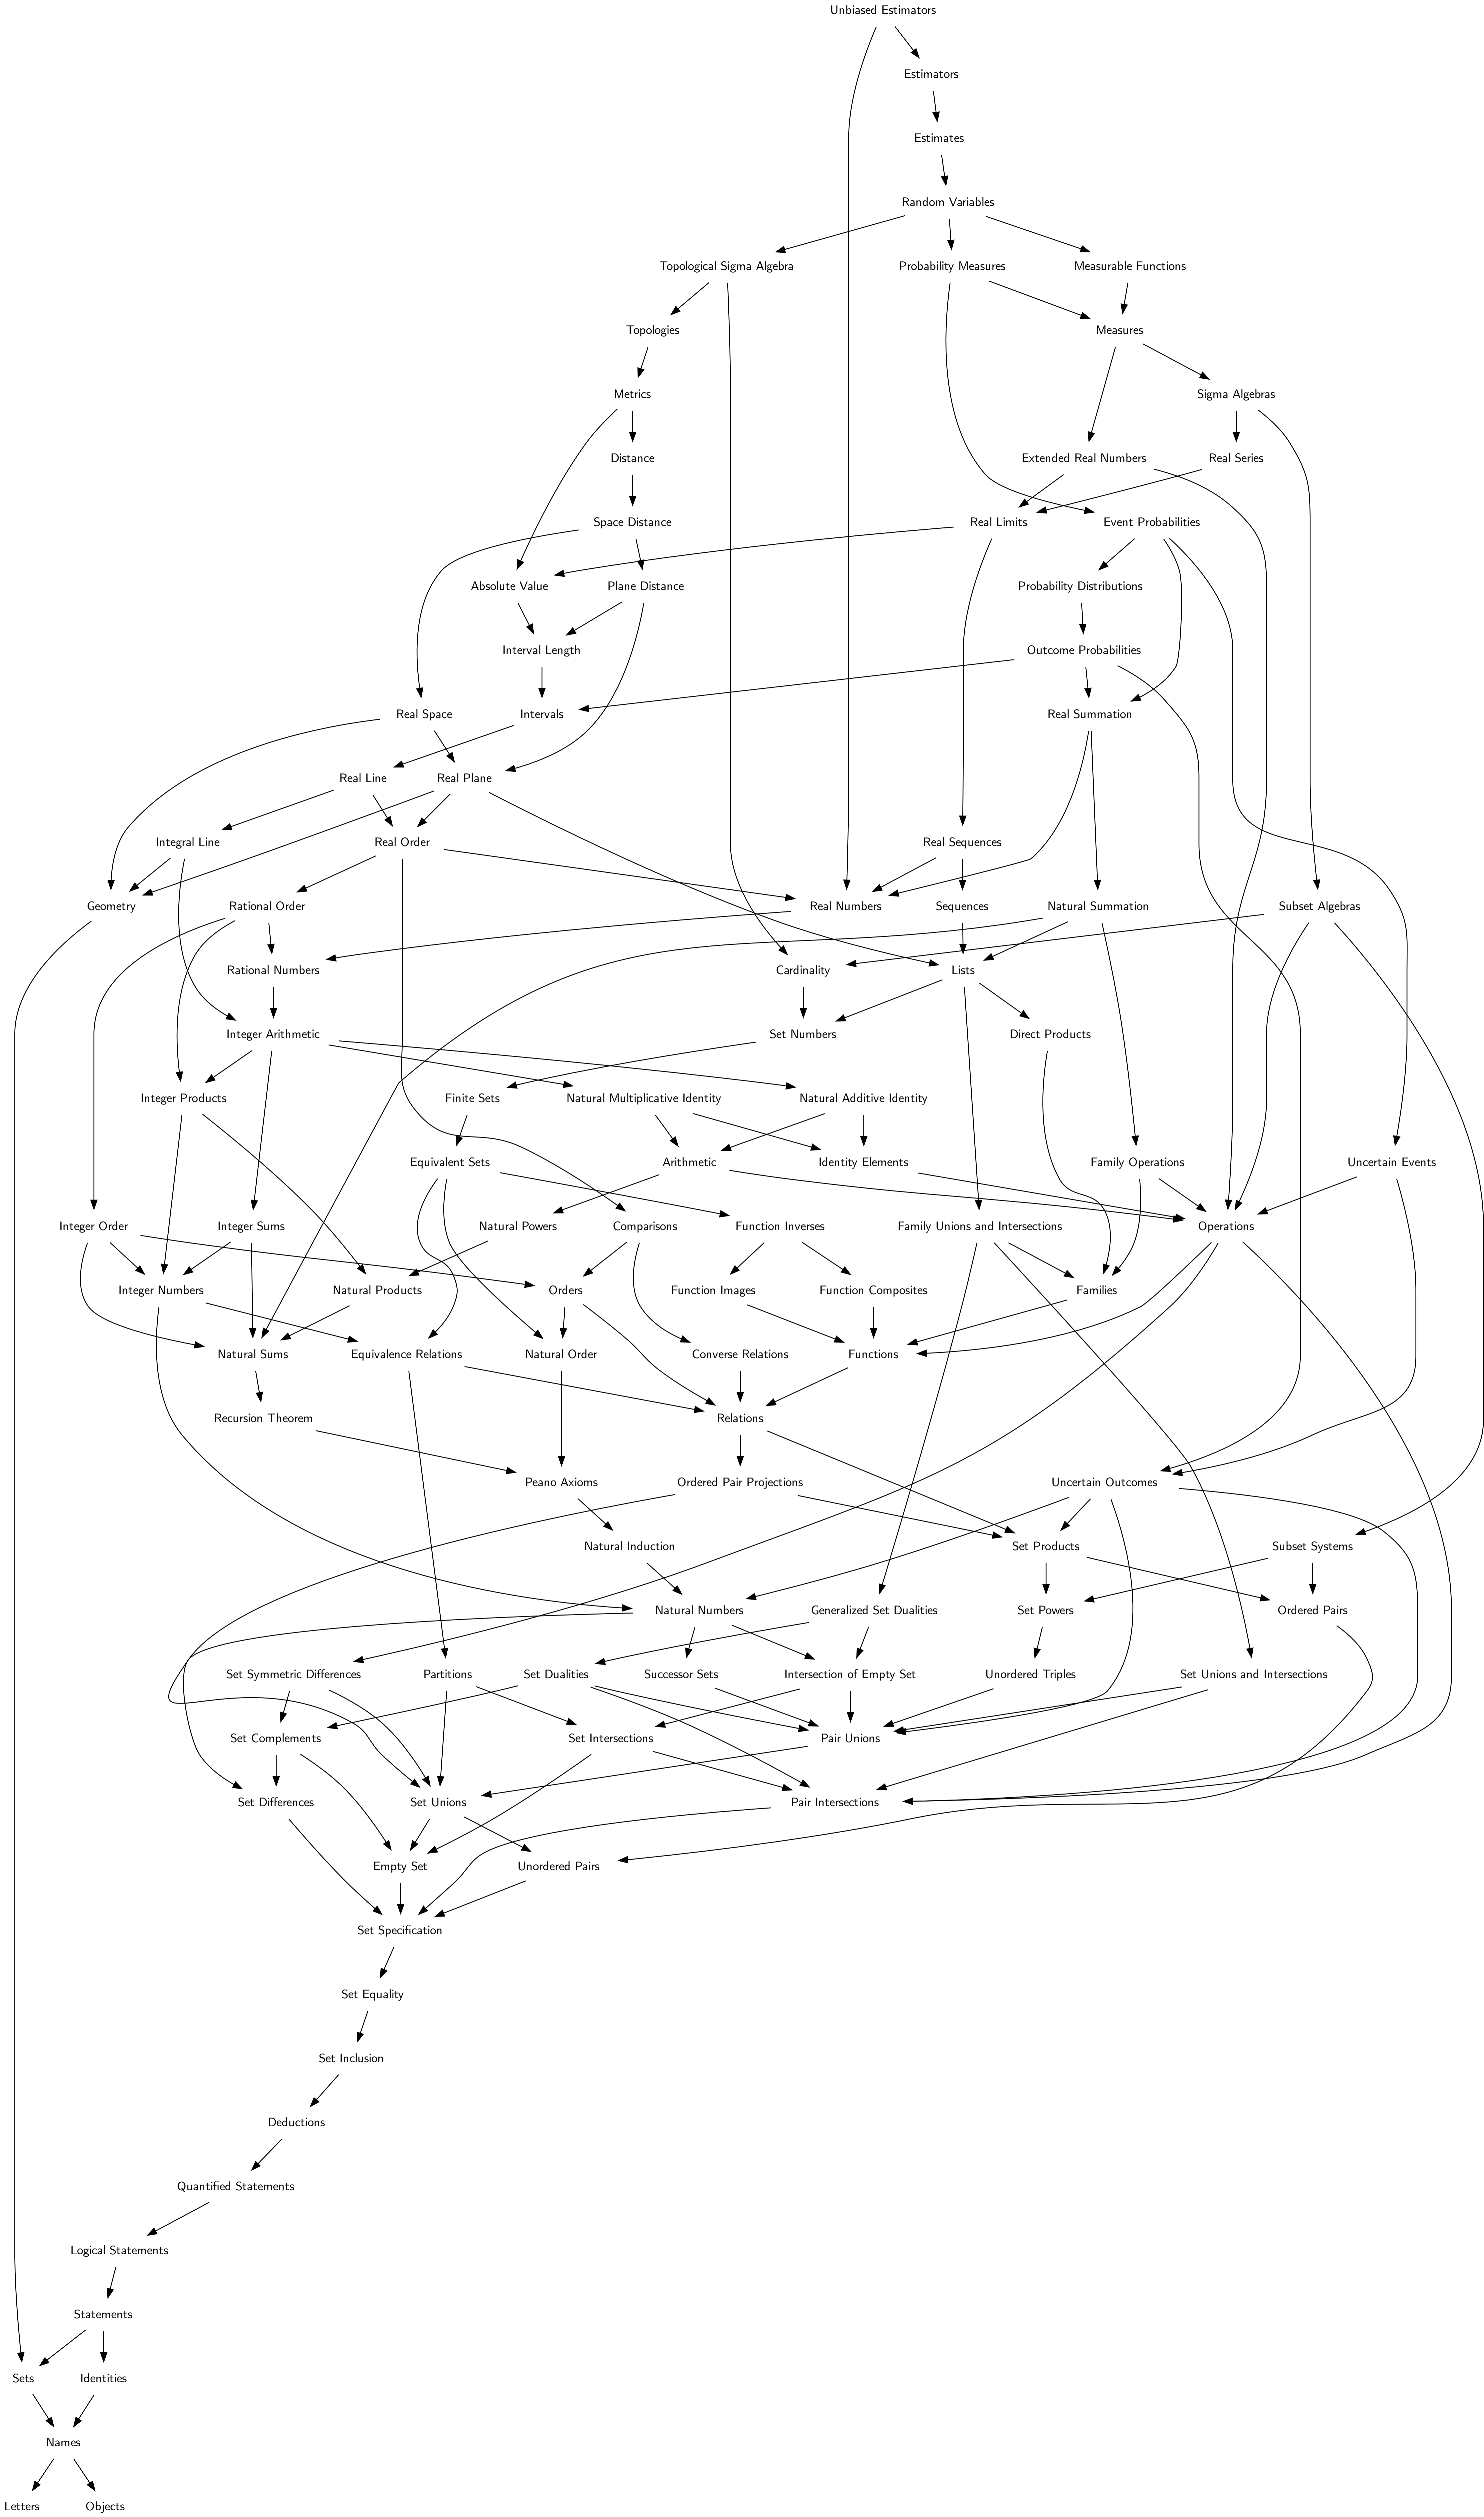 Unbiased Estimators
Estimators
Estimates
Random Variables
Topological Sigma Algebra
Probability Measures
Measurable Functions
Topologies
Measures
Metrics
Sigma Algebras
Distance
Extended Real Numbers
Real Series
Space Distance
Real Limits
Event Probabilities
Absolute Value
Plane Distance
Probability Distributions
Interval Length
Outcome Probabilities
Real Space
Intervals
Real Summation
Real Line
Real Plane
Integral Line
Real Order
Real Sequences
Geometry
Rational Order
Real Numbers
Sequences
Natural Summation
Subset Algebras
Rational Numbers
Cardinality
Lists
Integer Arithmetic
Set Numbers
Direct Products
Integer Products
Finite Sets
Natural Multiplicative Identity
Natural Additive Identity
Equivalent Sets
Arithmetic
Identity Elements
Family Operations
Uncertain Events
Integer Order
Integer Sums
Natural Powers
Comparisons
Function Inverses
Family Unions and Intersections
Operations
Integer Numbers
Natural Products
Orders
Function Images
Function Composites
Families
Natural Sums
Equivalence Relations
Natural Order
Converse Relations
Functions
Recursion Theorem
Relations
Peano Axioms
Ordered Pair Projections
Uncertain Outcomes
Natural Induction
Set Products
Subset Systems
Natural Numbers
Generalized Set Dualities
Set Powers
Ordered Pairs
Set Symmetric Differences
Partitions
Set Dualities
Successor Sets
Intersection of Empty Set
Unordered Triples
Set Unions and Intersections
Set Complements
Set Intersections
Pair Unions
Set Differences
Set Unions
Pair Intersections
Empty Set
Unordered Pairs
Set Specification
Set Equality
Set Inclusion
Deductions
Quantified Statements
Logical Statements
Statements
Sets
Identities
Names
Letters
Objects